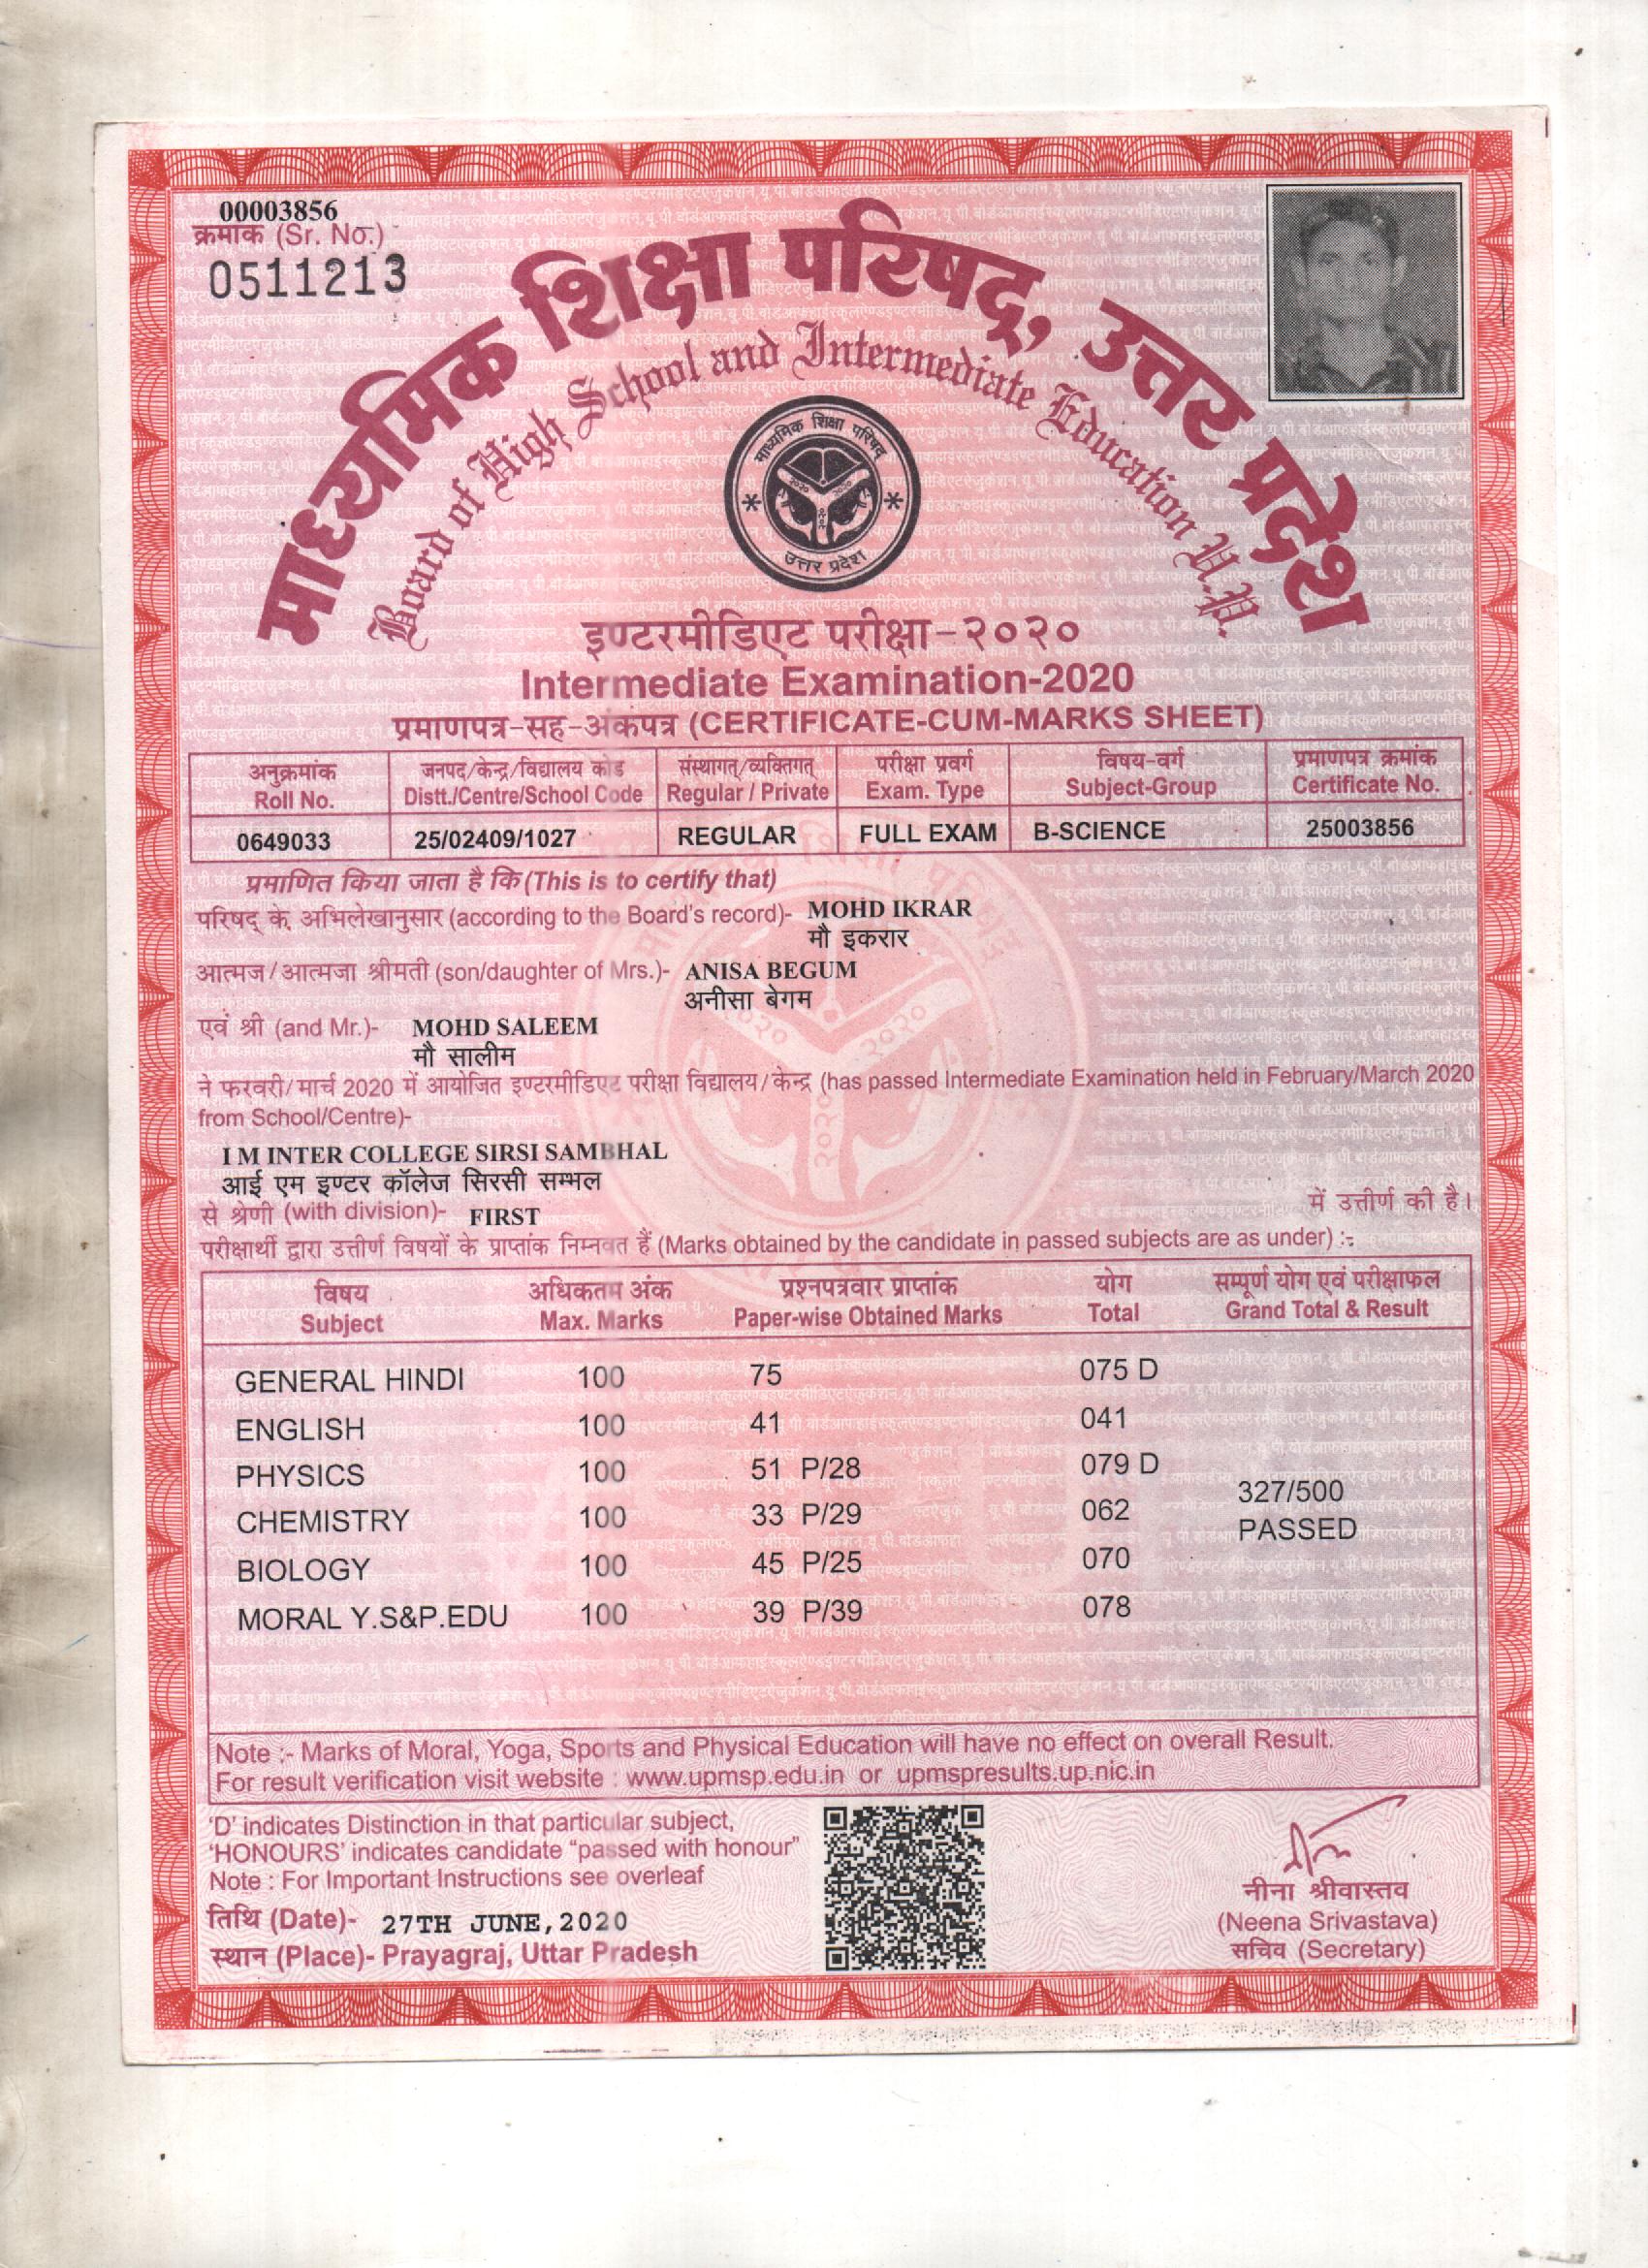 00003856
क्रमांक (Sr. No.)
0511213
माध्यमिक शिक्षा परिषद्, उत्तर प्रदेश
Board of High School and Intermediate Education U.P.
माध्यमिक शिक्षा परिषद्
उत्तर प्रदेश
इण्टरमीडिएट परीक्षा-२०२०
Intermediate Examination-2020
प्रमाणपत्र-सह-अंकपत्र (CERTIFICATE-CUM-MARKS SHEET)
अनुक्रमांक जनपद/केन्द्र/विद्यालय कोड संस्थागत्/व्यक्तिगत् परीक्षा प्रवर्ग विषय-वर्ग प्रमाणपत्र क्रमांक
Roll No. Distt./Centre/School Code Regular / Private Exam. Type Subject-Group Certificate No.
0649033 25/02409/1027 REGULAR FULL EXAM B-SCIENCE 25003856
प्रमाणित किया जाता है कि (This is to certify that)
परिषद् के अभिलेखानुसार (according to the Board's record)- MOHD IKRAR
मौ इकरार
आत्मज/आत्मजा श्रीमती (son/daughter of Mrs.)- ANISA BEGUM
अनीसा बेगम
एवं श्री (and Mr.)- MOHD SALEEM
मौ सालीम
ने फरवरी/मार्च 2020 में आयोजित इण्टरमीडिएट परीक्षा विद्यालय/केन्द्र (has passed Intermediate Examination held in February/March 2020
from School/Centre)-
I M INTER COLLEGE SIRSI SAMBHAL
आई एम इण्टर कॉलेज सिरसी सम्भल
से श्रेणी (with division)- FIRST में उत्तीर्ण की है।
परीक्षार्थी द्वारा उत्तीर्ण विषयों के प्राप्तांक निम्नवत हैं (Marks obtained by the candidate in passed subjects are as under) :-
विषय अधिकतम अंक प्रश्नपत्रवार प्राप्तांक योग सम्पूर्ण योग एवं परीक्षाफल
Subject Max. Marks Paper-wise Obtained Marks Total Grand Total & Result
GENERAL HINDI 100 75 075 D
ENGLISH 100 41 041
PHYSICS 100 51 P/28 079 D
327/500
CHEMISTRY 100 33 P/29 062
PASSED
BIOLOGY 100 45 P/25 070
MORAL Y.S&P.EDU 100 39 P/39 078
Note :- Marks of Moral, Yoga, Sports and Physical Education will have no effect on overall Result.
For result verification visit website : www.upmsp.edu.in or upmspresults.up.nic.in
'D' indicates Distinction in that particular subject,
'HONOURS' indicates candidate "passed with honour"
Note : For Important Instructions see overleaf
तिथि (Date)- 27TH JUNE,2020
स्थान (Place)- Prayagraj, Uttar Pradesh
नीना श्रीवास्तव
(Neena Srivastava)
सचिव (Secretary)